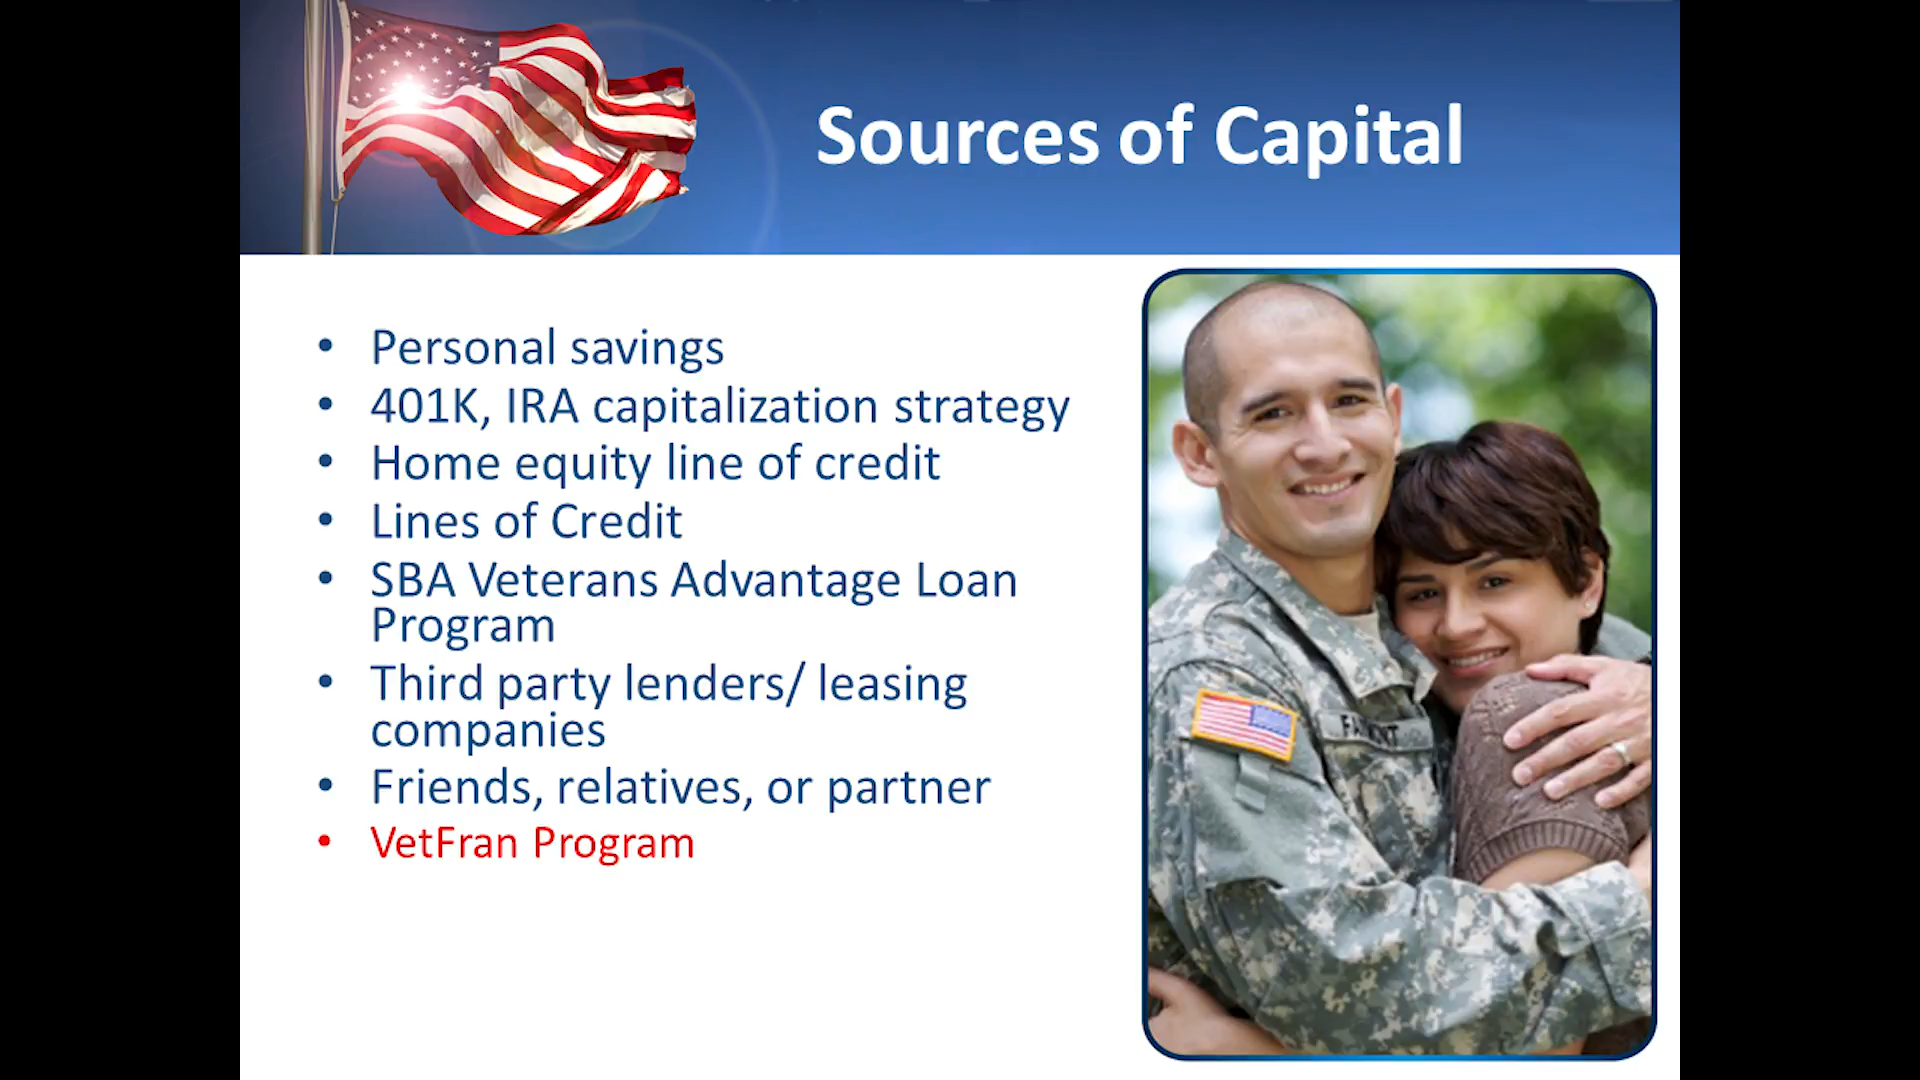 Sources of Capital
• Personal savings
• 401K, IRA capitalization strategy
• Home equity line of credit
• Lines of Credit
• SBA Veterans Advantage Loan
Program
• Third party lenders/ leasing
companies
• Friends, relatives, or partner
• VetFran Program